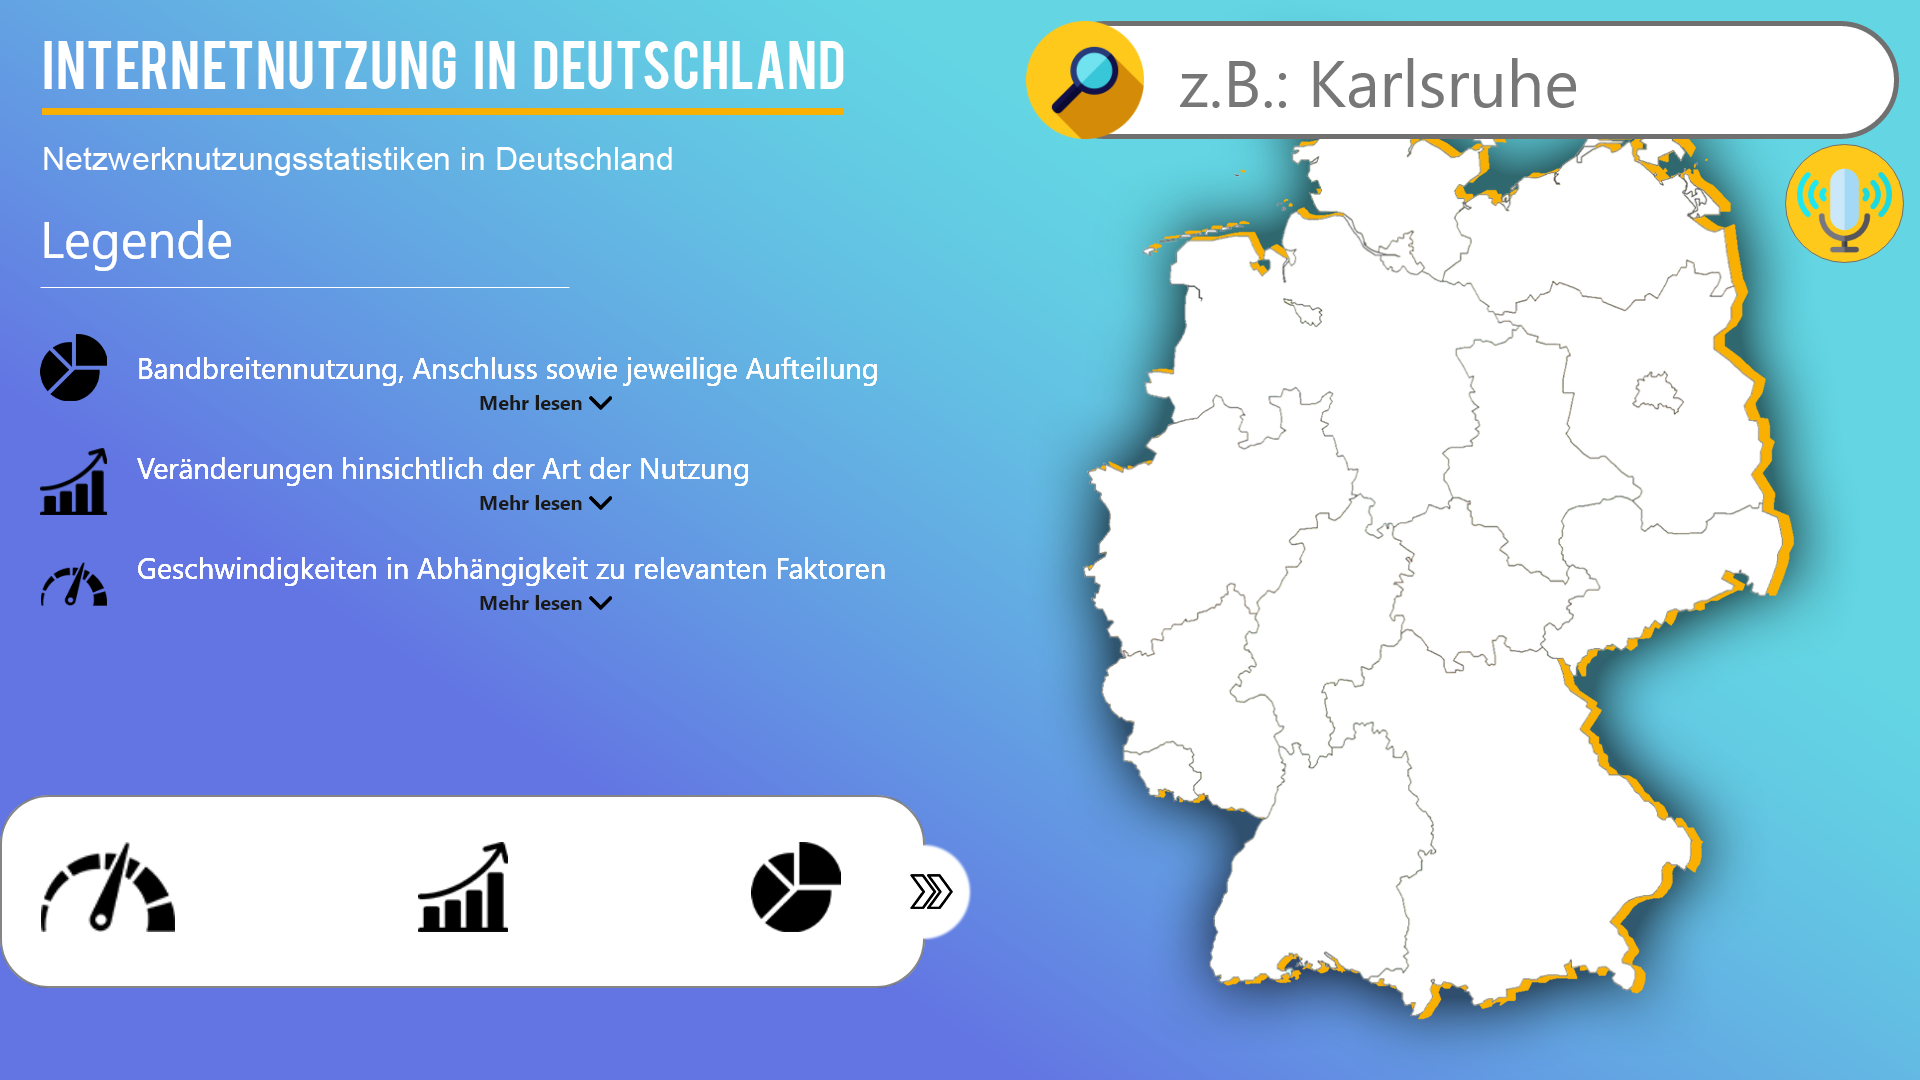 INTERNETNUTZUNG IN DEUTSCHLAND
z.B.: Karlsruhe
Netzwerknutzungsstatistiken in Deutschland
Legende
Bandbreitennutzung, Anschluss sowie jeweilige Aufteilung
Mehr lesen
Veränderungen hinsichtlich der Art der Nutzung
Mehr lesen
Geschwindigkeiten in Abhängigkeit zu relevanten Faktoren
Mehr lesen